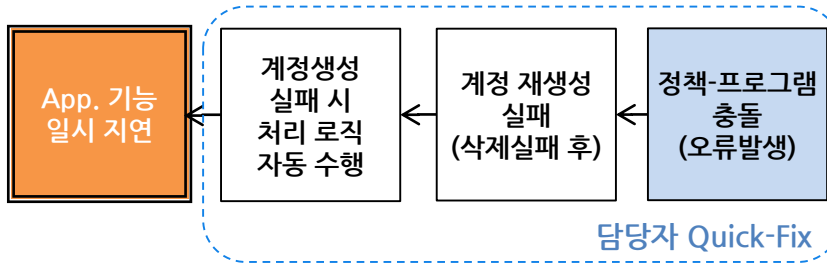 App. 기능
일시 지연
계정생성
실패 시
처리 로직
자동 수행
계정 재생성
실패
(삭제실패 후)
정책-프로그램
충돌
(오류발생)
담당자 Quick-Fix